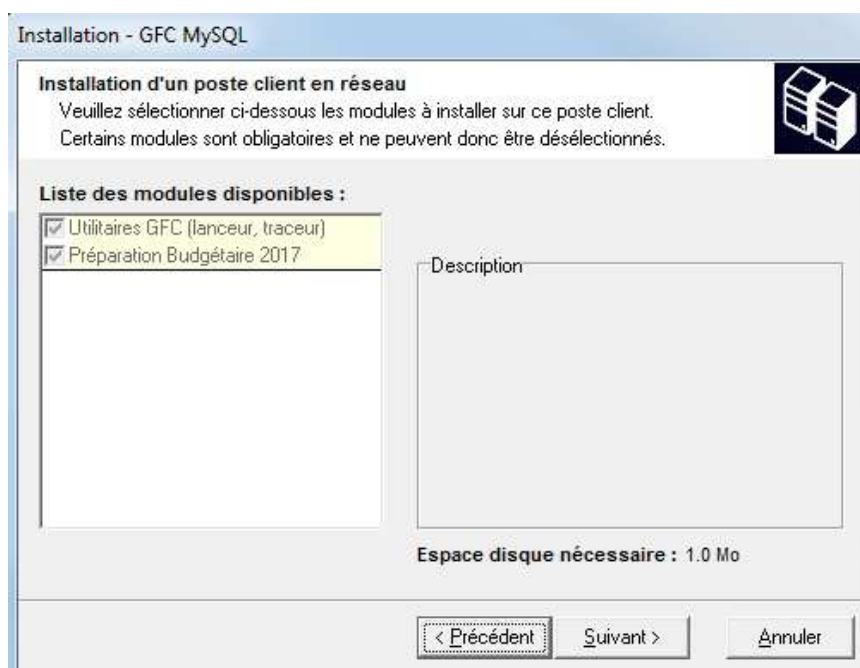 Installation - GFC MySQL
Installation d'un poste client en réseau
Veuillez sélectionner ci-dessous les modules à installer sur ce poste client.
Certains modules sont obligatoires et ne peuvent donc être désélectionnés.
Liste des modules disponibles :
Utilitaires GFC (lanceur, traceur)
Préparation Budgétaire 2017
Description
Espace disque nécessaire : 1.0 Mo
< Précédent
Suivant >
Annuler